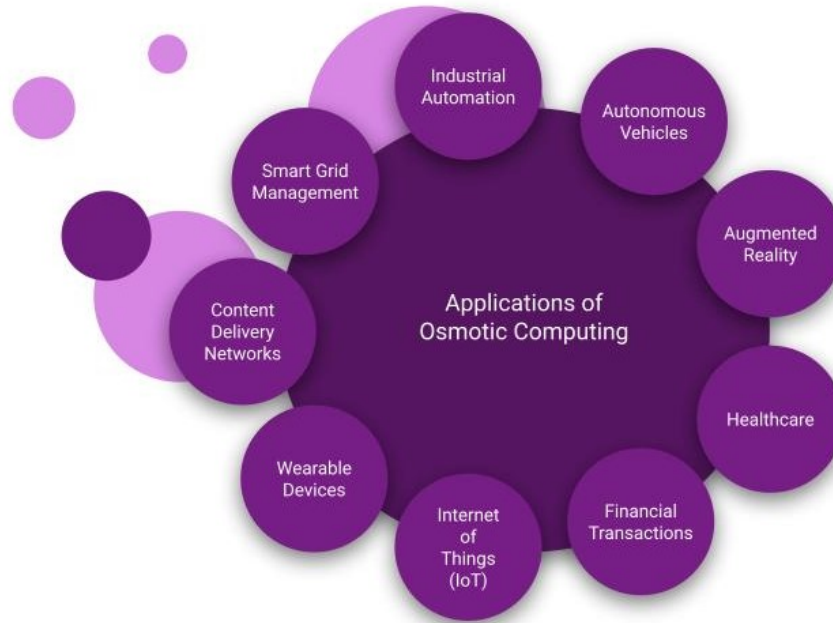 Industrial
Automation
Autonomous
Vehicles
Smart Grid
Management
Augmented
Reality
Applications of
Osmotic Computing
Content
Delivery
Networks
Healthcare
Wearable
Devices
Internet
of
Things
(IoT)
Financial
Transactions